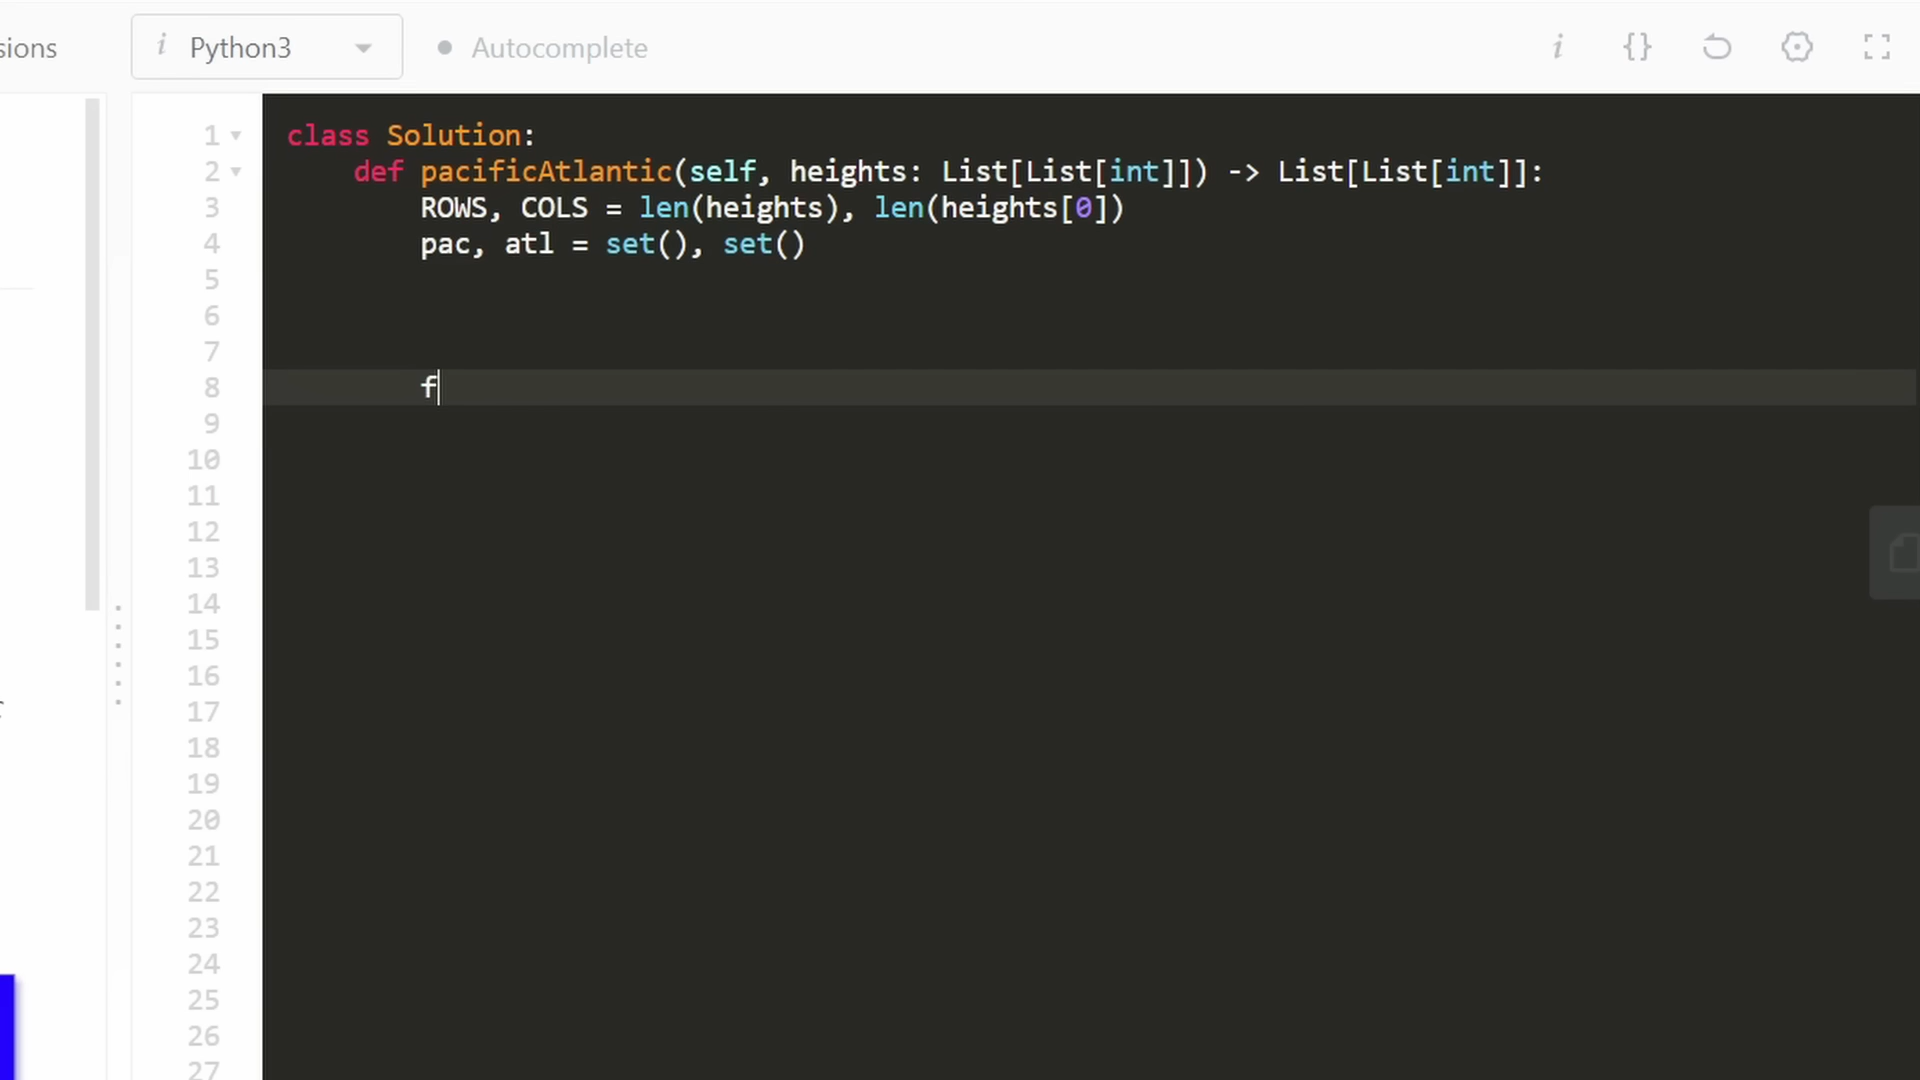 sions
i Python3
Autocomplete
i {}
1 class Solution:
2     def pacificAtlantic(self, heights: List[List[int]]) -> List[List[int]]:
3         ROWS, COLS = len(heights), len(heights[0])
4         pac, atl = set(), set()
5
6
7
8         f
9
10
11
12
13
14
15
16
17
18
19
20
21
22
23
24
25
26
27